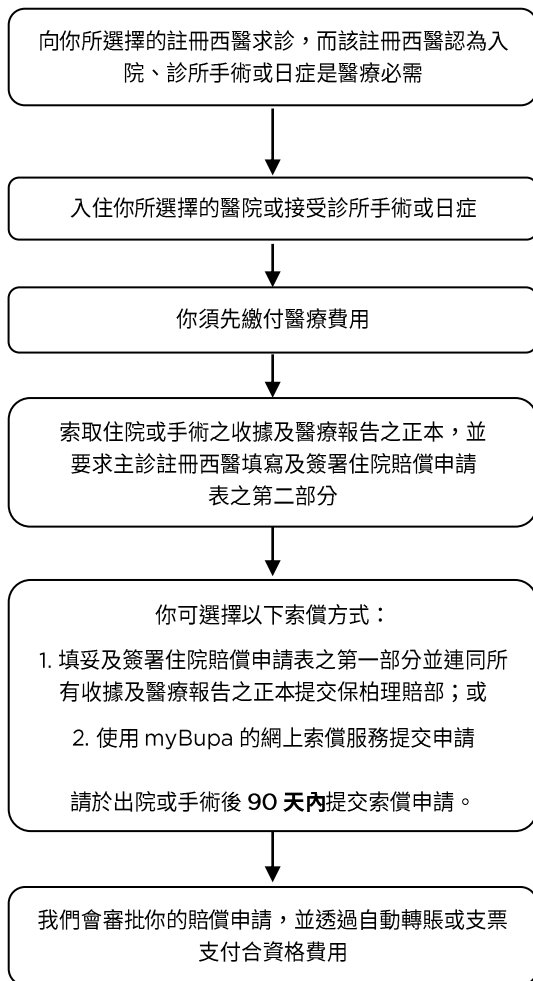 向你所選擇的註冊西醫求診，而該註冊西醫認為入
院、診所手術或日症是醫療必需
入住你所選擇的醫院或接受診所手術或日症
你須先繳付醫療費用
索取住院或手術之收據及醫療報告之正本，並
要求主診註冊西醫填寫及簽署住院賠償申請
表之第二部分
你可選擇以下索償方式：
1. 填妥及簽署住院賠償申請表之第一部分並連同所
有收據及醫療報告之正本提交保柏理賠部；或
2. 使用 myBupa 的網上索償服務提交申請
請於出院或手術後 90 天內提交索償申請。
我們會審批你的賠償申請，並透過自動轉賬或支票
支付合資格費用